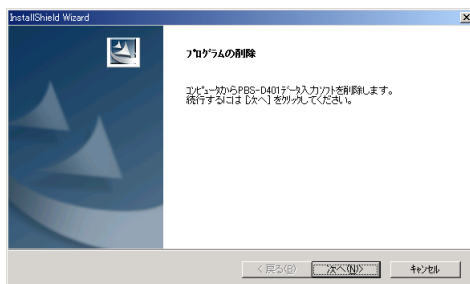 InstallShield Wizard
ﾌﾟﾛｸﾞﾗﾑの削除
ｺﾝﾋﾟｭｰﾀからPBS-D401ﾃﾞｰﾀ入力ｿﾌﾄを削除します。
続行するには [次へ] をｸﾘｯｸしてください。
< 戻る(B)
次へ(N)>
ｷｬﾝｾﾙ